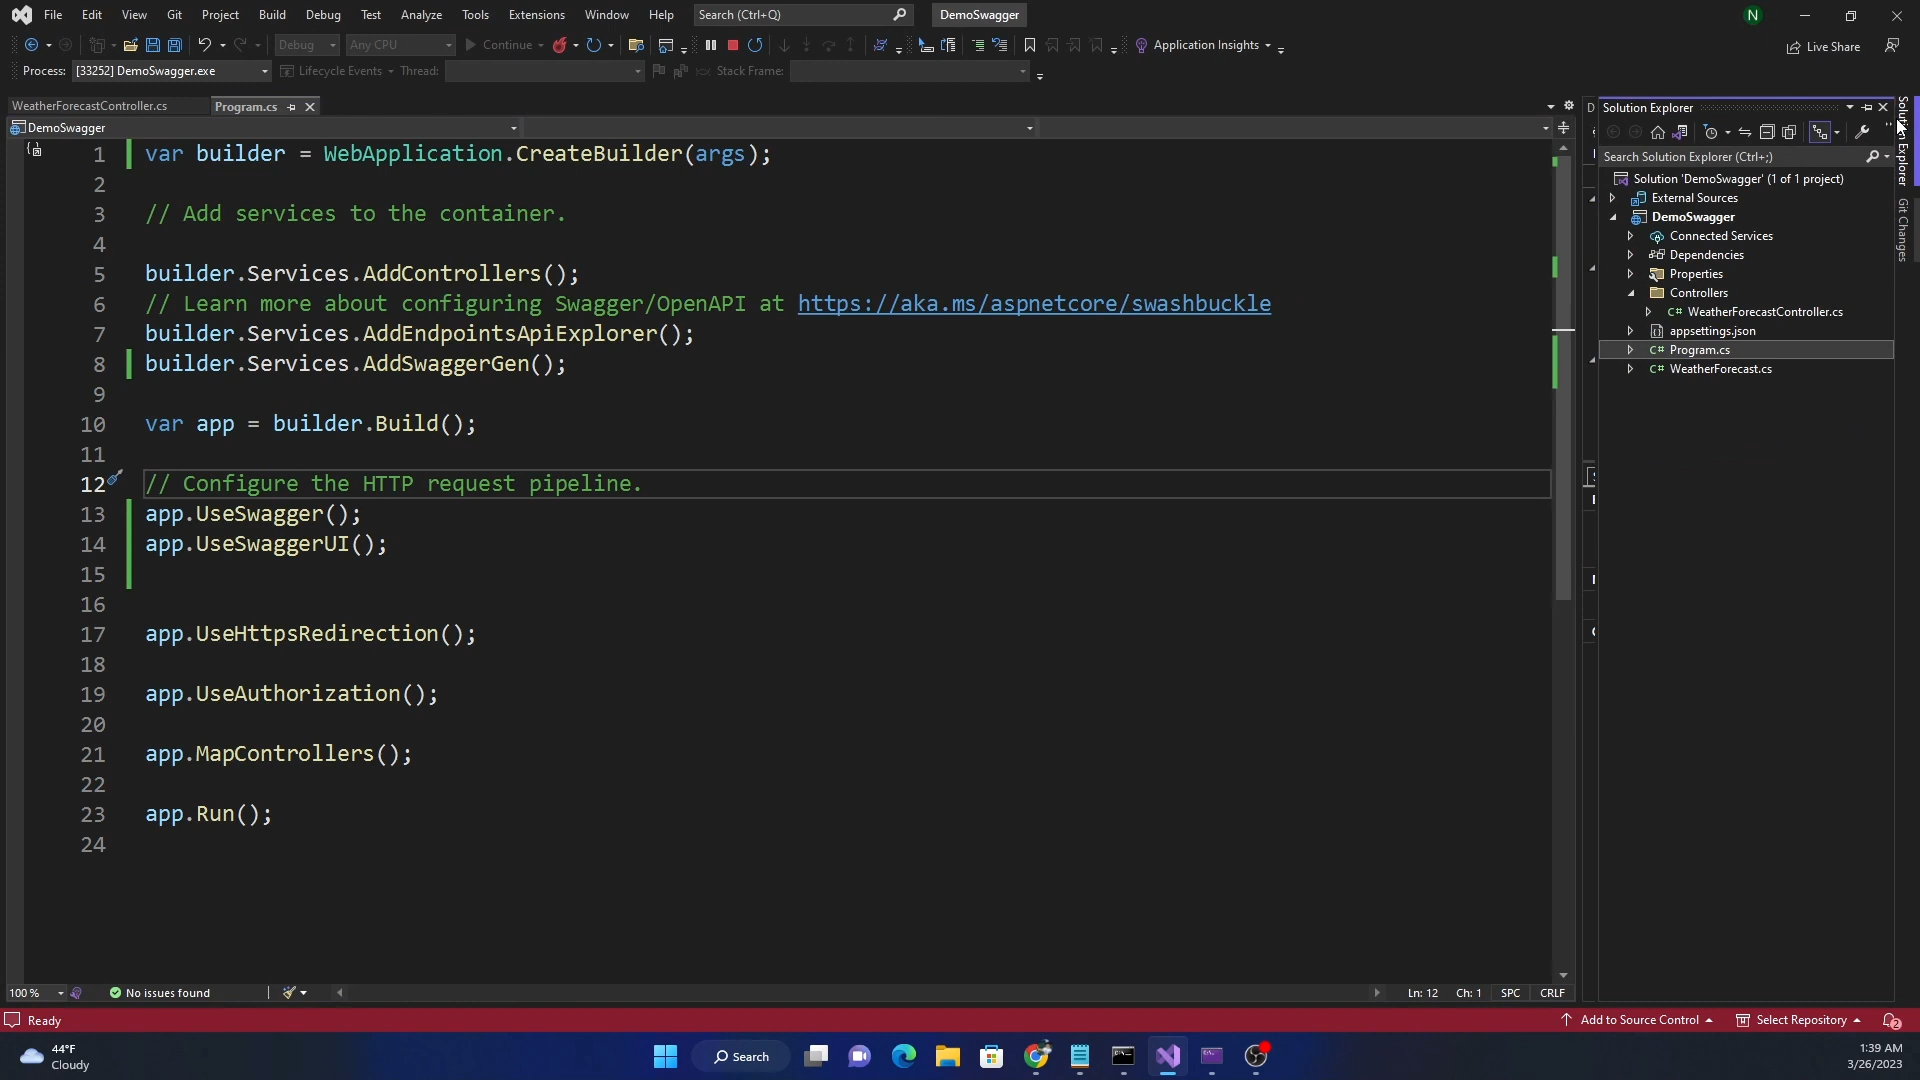 File Edit View Git Project Build Debug Test Analyze Tools Extensions Window Help Search (Ctrl+Q) DemoSwagger N
Debug Any CPU Continue Application Insights Live Share
Process: [33252] DemoSwagger.exe Lifecycle Events Thread: Stack Frame:
WeatherForecastController.cs Program.cs
DemoSwagger
1 var builder = WebApplication.CreateBuilder(args);
2
3 // Add services to the container.
4
5 builder.Services.AddControllers();
6 // Learn more about configuring Swagger/OpenAPI at https://aka.ms/aspnetcore/swashbuckle
7 builder.Services.AddEndpointsApiExplorer();
8 builder.Services.AddSwaggerGen();
9
10 var app = builder.Build();
11
12 // Configure the HTTP request pipeline.
13 app.UseSwagger();
14 app.UseSwaggerUI();
15
16
17 app.UseHttpsRedirection();
18
19 app.UseAuthorization();
20
21 app.MapControllers();
22
23 app.Run();
24
Solution Explorer
Search Solution Explorer (Ctrl+;)
Solution 'DemoSwagger' (1 of 1 project)
External Sources
DemoSwagger
Connected Services
Dependencies
Properties
Controllers
C# WeatherForecastController.cs
appsettings.json
C# Program.cs
C# WeatherForecast.cs
Solution Explorer
Git Changes
100 % No issues found Ln: 12 Ch: 1 SPC CRLF
Ready Add to Source Control Select Repository 2
44°F
Cloudy
Search
1:39 AM
3/26/2023